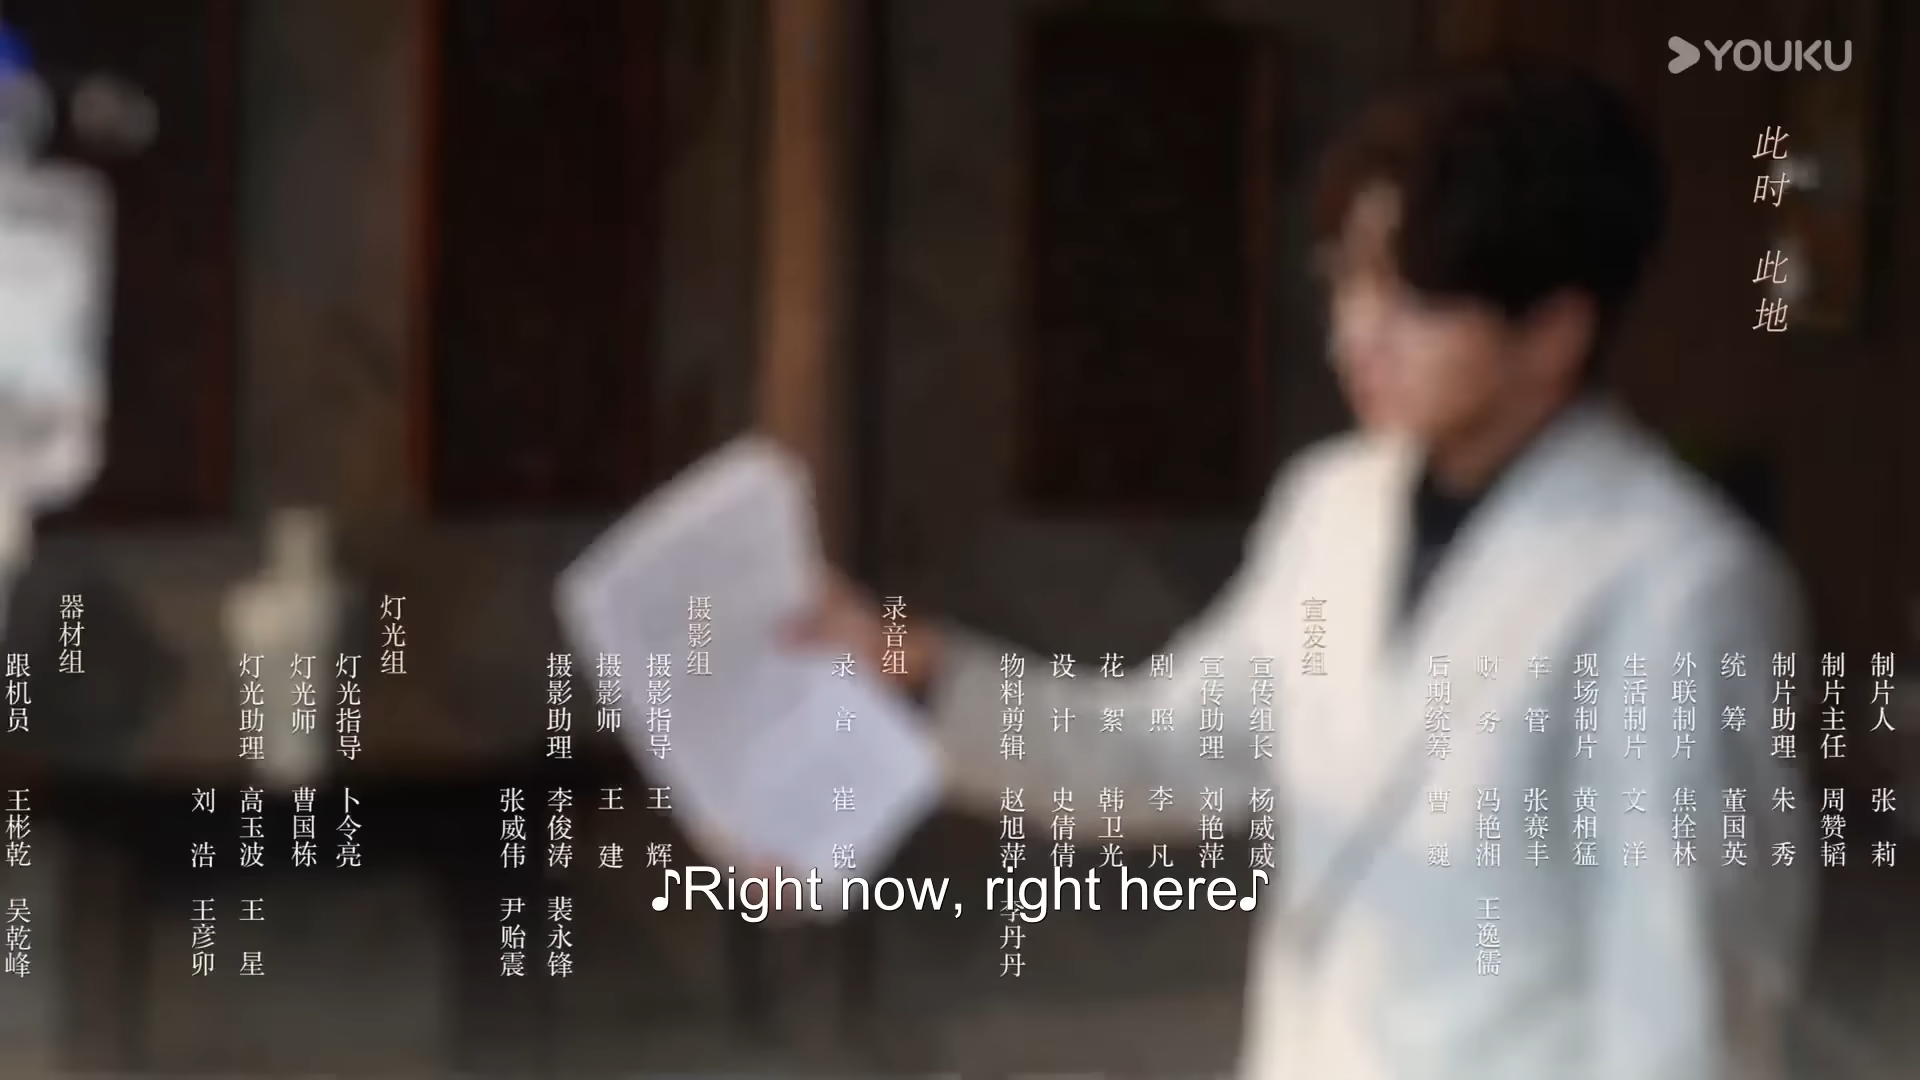 YOUKU
此时 此地
制片人 张莉
制片主任 周赞韬
制片助理 朱秀
统筹 董国英
外联制片 焦拴林
生活制片 文洋
现场制片 黄相猛
车管 张赛丰
财务 冯艳湘 王逸儒
后期统筹 曹巍
宣发组
宣传组长 杨威威
宣传助理 刘艳萍
剧照 李凡
花絮 韩卫光
设计 史倩倩
物料剪辑 赵旭萍 李丹丹
录音组
录音 崔锐
摄影组
摄影指导 王辉
摄影师 王建
摄影助理 李俊涛 裴永锋
张威伟 尹贻震
灯光组
灯光指导 卜令亮
灯光师 曹国栋
灯光助理 高玉波 王星
刘浩 王彦卯
器材组
跟机员 王彬乾 吴乾峰
♪Right now, right here♪